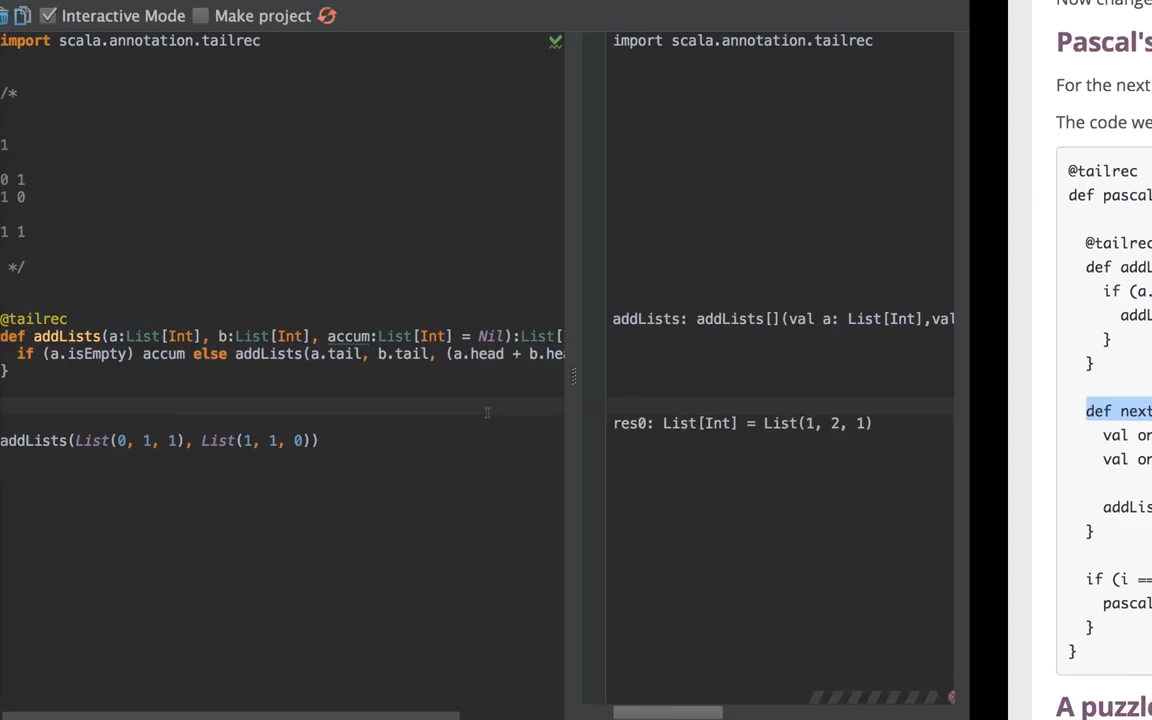 Interactive Mode Make project
import scala.annotation.tailrec
/*
1
0 1
1 0
1 1
*/
@tailrec
def addLists(a:List[Int], b:List[Int], accum:List[Int] = Nil):List[
if (a.isEmpty) accum else addLists(a.tail, b.tail, (a.head + b.he
}
addLists(List(0, 1, 1), List(1, 1, 0))
import scala.annotation.tailrec
addLists: addLists[](val a: List[Int],val
res0: List[Int] = List(1, 2, 1)
Now change
Pascal's
For the next
The code we
@tailrec
def pascal
@tailrec
def addL
if (a.
addL
}
}
def next
val or
val or
addLis
}
if (i ==
pascal
}
}
A puzzle